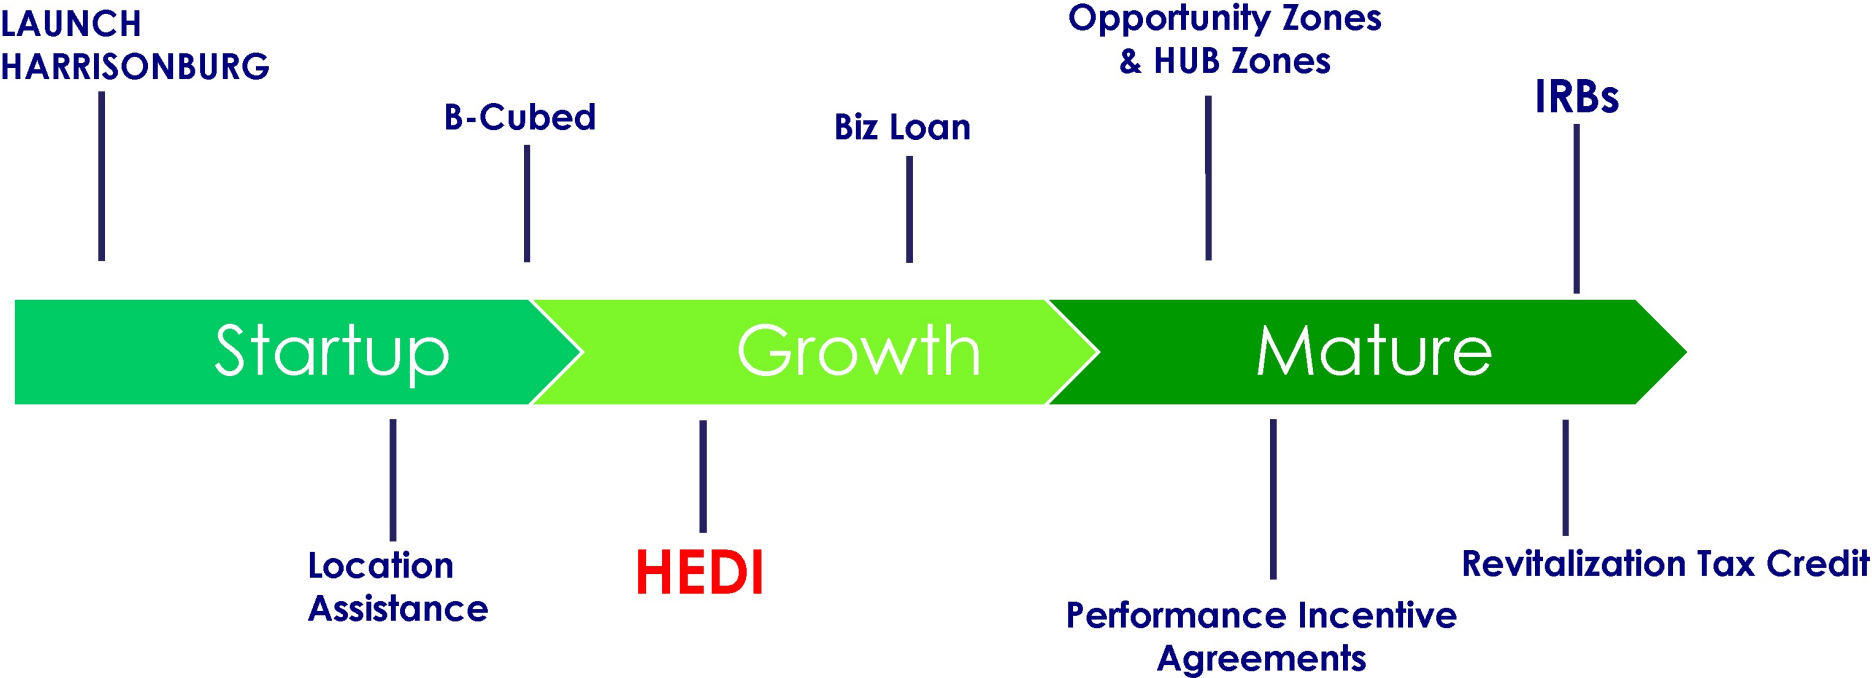 LAUNCH
HARRISONBURG
B-Cubed
Biz Loan
Opportunity Zones
& HUB Zones
IRBs
Startup
Growth
Mature
Location
Assistance
HEDI
Performance Incentive
Agreements
Revitalization Tax Credit